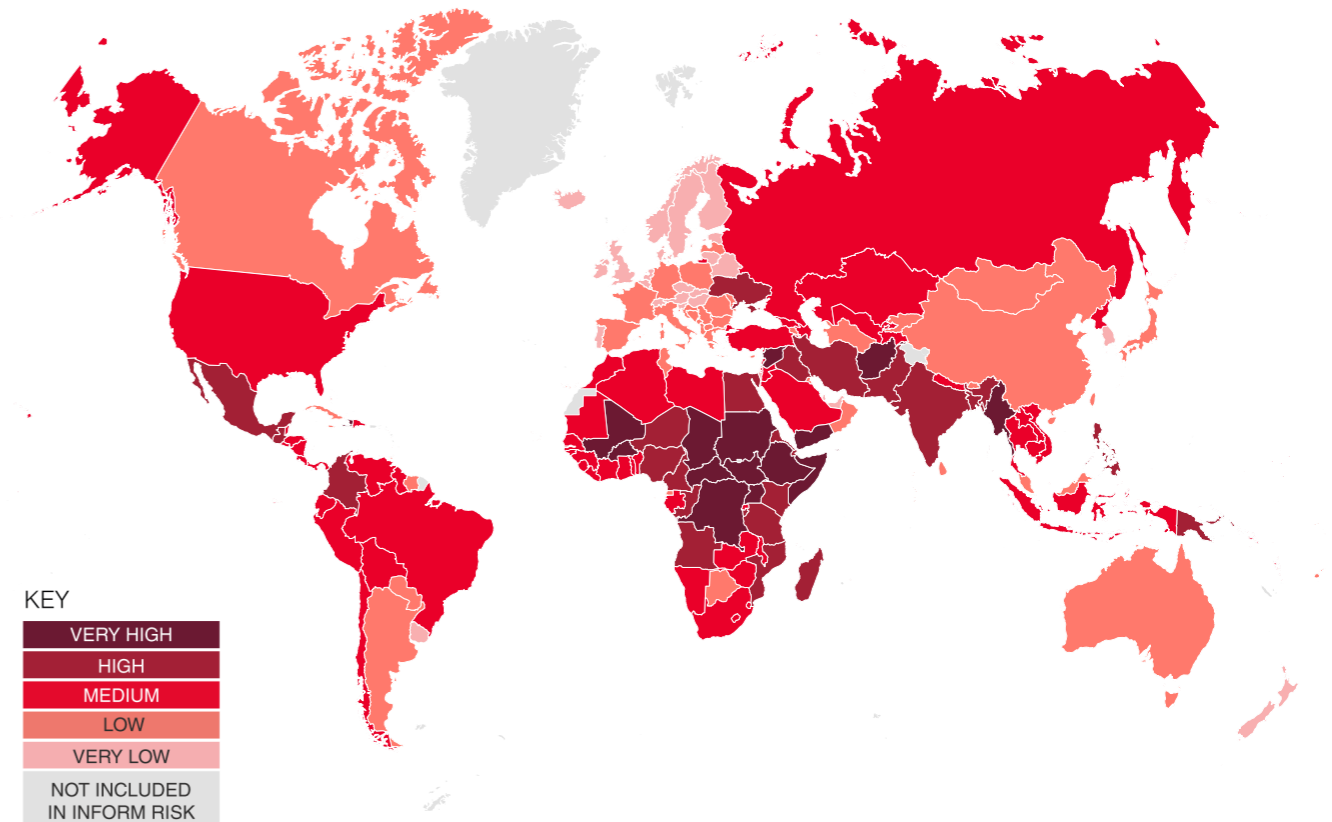 KEY
VERY HIGH
HIGH
MEDIUM
LOW
VERY LOW
NOT INCLUDED
IN INFORM RISK